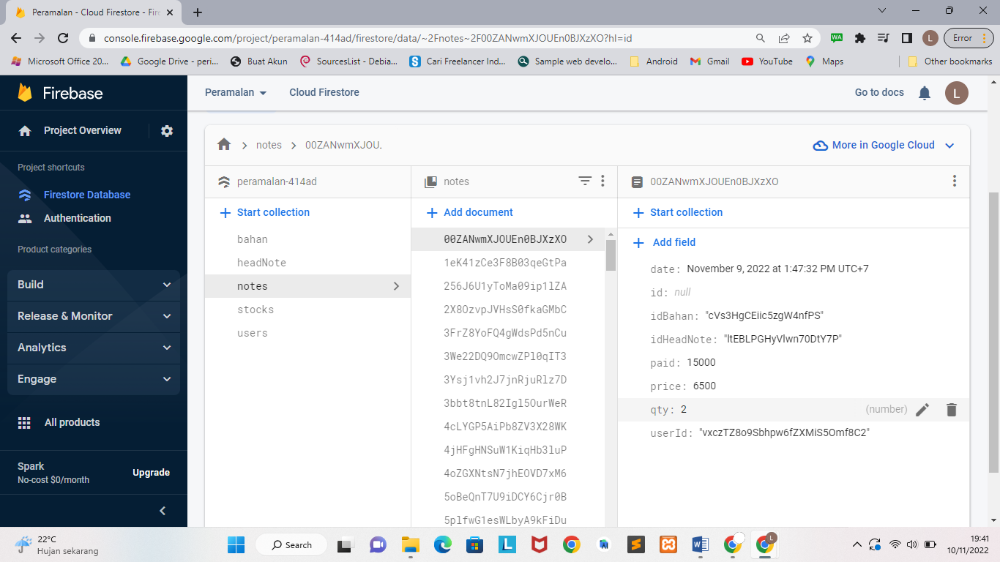 Peramalan - Cloud Firestore - Fire
console.firebase.google.com/project/peramalan-414ad/firestore/data/~2Fnotes~2F00ZANwmXJOUEn0BJXzXO?hl=id
WA
L
Error
Microsoft Office 20...
Google Drive - peri...
Buat Akun
SourcesList - Debia...
Cari Freelancer Ind...
Sample web develo...
Android
Gmail
YouTube
Maps
Other bookmarks
Firebase
Peramalan
Cloud Firestore
Go to docs
L
Project Overview
Project shortcuts
Firestore Database
Authentication
Product categories
Build
Release & Monitor
Analytics
Engage
All products
Spark
No-cost $0/month
Upgrade
notes
00ZANwmXJOU.
More in Google Cloud
peramalan-414ad
Start collection
bahan
headNote
notes
stocks
users
notes
Add document
00ZANwmXJOUEn0BJXzXO
1eK41zCe3F8B03qeGtPa
256J6U1yToMa09ip1lZA
2X8OzvpJVHsS0fkaGMbC
3FrZ8YoFQ4gWdsPd5nCu
3We22DQ9OmcwZPl0qIT3
3Ysj1vh2J7jnRjuRlz7D
3bbt8tnL82Igl5OurWeR
4cLYGP5AiPb8ZV3X28WK
4jHFgHNSuW1KiqHb3luP
4oZGXNtsN7jhEOVD7xM6
5oBeQnT7U9iDCY6Cjr0B
5plfwG1esWLbyA9kFiDu
00ZANwmXJOUEn0BJXzXO
Start collection
Add field
date: November 9, 2022 at 1:47:32 PM UTC+7
id: null
idBahan: "cVs3HgCEiic5zgW4nfPS"
idHeadNote: "ltEBLPGHyVlwn70DtY7P"
paid: 15000
price: 6500
qty: 2 (number)
userId: "vxczTZ8o9Sbhpw6fZXMiS5Omf8C2"
22°C
Hujan sekarang
Search
L
L
19:41
10/11/2022